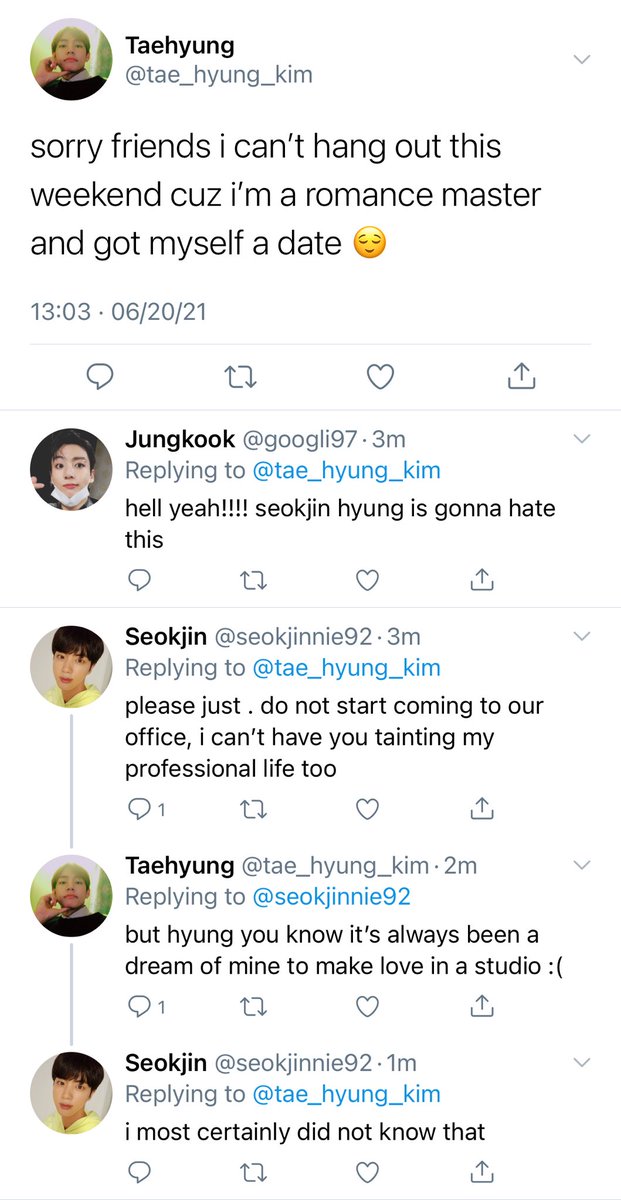 Taehyung
@tae_hyung_kim
sorry friends i can’t hang out this
weekend cuz i’m a romance master
and got myself a date 😌
13:03 · 06/20/21
Jungkook @googli97 · 3m
Replying to @tae_hyung_kim
hell yeah!!!! seokjin hyung is gonna hate
this
Seokjin @seokjinnie92 · 3m
Replying to @tae_hyung_kim
please just . do not start coming to our
office, i can’t have you tainting my
professional life too
1
Taehyung @tae_hyung_kim · 2m
Replying to @seokjinnie92
but hyung you know it’s always been a
dream of mine to make love in a studio :(
1
Seokjin @seokjinnie92 · 1m
Replying to @tae_hyung_kim
i most certainly did not know that